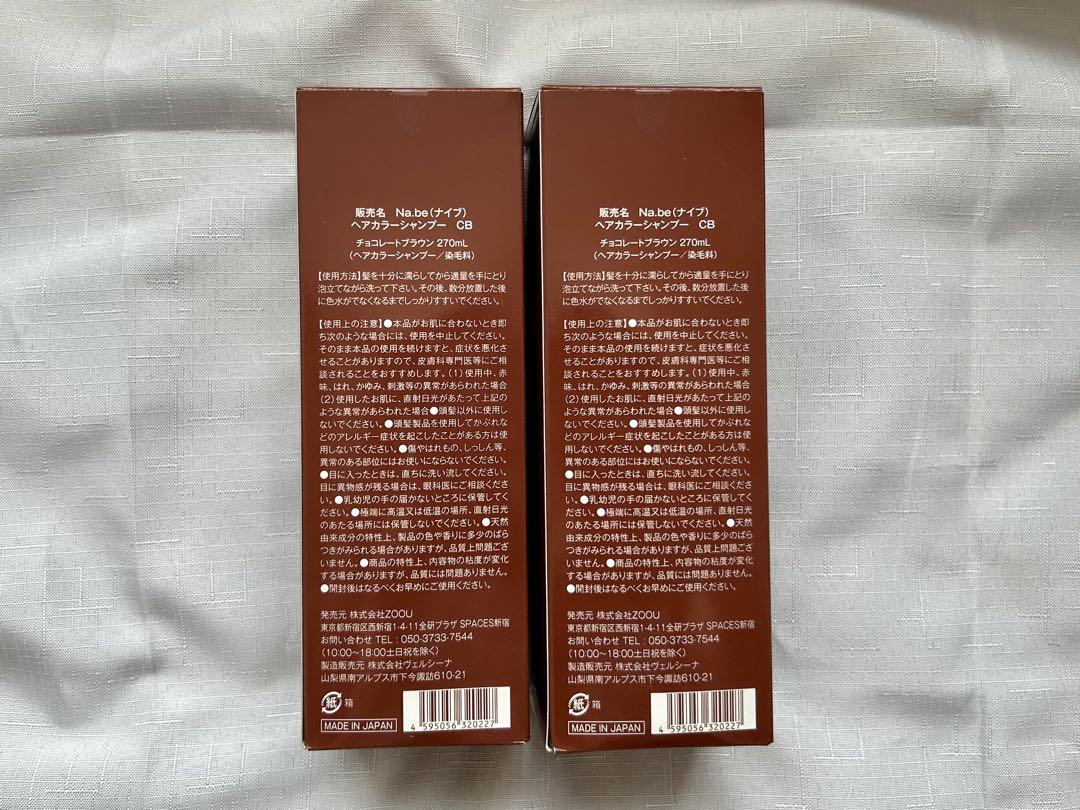 販売名 Na.be(ナイブ)
ヘアカラーシャンプー CB
チョコレートブラウン 270mL
(ヘアカラーシャンプー/染毛料)
【使用方法】髪を十分に濡らしてから適量を手にとり
泡立てながら洗って下さい。その後、数分放置した後
に色水がでなくなるまでしっかりすすいでください。
【使用上の注意】●本品がお肌に合わないとき即
ち次のような場合には、使用を中止してください。
そのまま本品の使用を続けますと、症状を悪化さ
せることがありますので、皮膚科専門医等にご相
談されることをおすすめします。(1)使用中、赤
味、はれ、かゆみ、刺激等の異常があらわれた場合
(2)使用したお肌に、直射日光があたって上記の
ような異常があらわれた場合●頭髪以外に使用し
ないでください。●頭髪製品を使用してかぶれな
どのアレルギー症状を起こしたことがある方は使
用しないでください。●傷やはれもの、しっしん等、
異常のある部位にはお使いにならないでください。
●目に入ったときは、直ちに洗い流してください。
目に異物感が残る場合は、眼科医にご相談くださ
い。●乳幼児の手の届かないところに保管してく
ださい。●極端に高温又は低温の場所、直射日光
のあたる場所には保管しないでください。●天然
由来成分の特性上、製品の色や香りに多少のばら
つきがみられる場合がありますが、品質上問題ござ
いません。●商品の特性上、内容物の粘度が変化
する場合がありますが、品質には問題ありません。
●開封後はなるべくお早めにご使用ください。
発売元 株式会社ZOOU
東京都新宿区西新宿1-4-11全研プラザ SPACES新宿
お問い合わせ TEL : 050-3733-7544
(10:00〜18:00土日祝を除く)
製造販売元 株式会社ヴェルシーナ
山梨県南アルプス市下今諏訪610-21
紙 箱
MADE IN JAPAN
4 595056 320227
販売名 Na.be(ナイブ)
ヘアカラーシャンプー CB
チョコレートブラウン 270mL
(ヘアカラーシャンプー/染毛料)
【使用方法】髪を十分に濡らしてから適量を手にとり
泡立てながら洗って下さい。その後、数分放置した後
に色水がでなくなるまでしっかりすすいでください。
【使用上の注意】●本品がお肌に合わないとき即
ち次のような場合には、使用を中止してください。
そのまま本品の使用を続けますと、症状を悪化さ
せることがありますので、皮膚科専門医等にご相
談されることをおすすめします。(1)使用中、赤
味、はれ、かゆみ、刺激等の異常があらわれた場合
(2)使用したお肌に、直射日光があたって上記の
ような異常があらわれた場合●頭髪以外に使用し
ないでください。●頭髪製品を使用してかぶれな
どのアレルギー症状を起こしたことがある方は使
用しないでください。●傷やはれもの、しっしん等、
異常のある部位にはお使いにならないでください。
●目に入ったときは、直ちに洗い流してください。
目に異物感が残る場合は、眼科医にご相談くださ
い。●乳幼児の手の届かないところに保管してく
ださい。●極端に高温又は低温の場所、直射日光
のあたる場所には保管しないでください。●天然
由来成分の特性上、製品の色や香りに多少のばら
つきがみられる場合がありますが、品質上問題ござ
いません。●商品の特性上、内容物の粘度が変化
する場合がありますが、品質には問題ありません。
●開封後はなるべくお早めにご使用ください。
発売元 株式会社ZOOU
東京都新宿区西新宿1-4-11全研プラザ SPACES新宿
お問い合わせ TEL : 050-3733-7544
(10:00〜18:00土日祝を除く)
製造販売元 株式会社ヴェルシーナ
山梨県南アルプス市下今諏訪610-21
紙 箱
MADE IN JAPAN
4 595056 320227